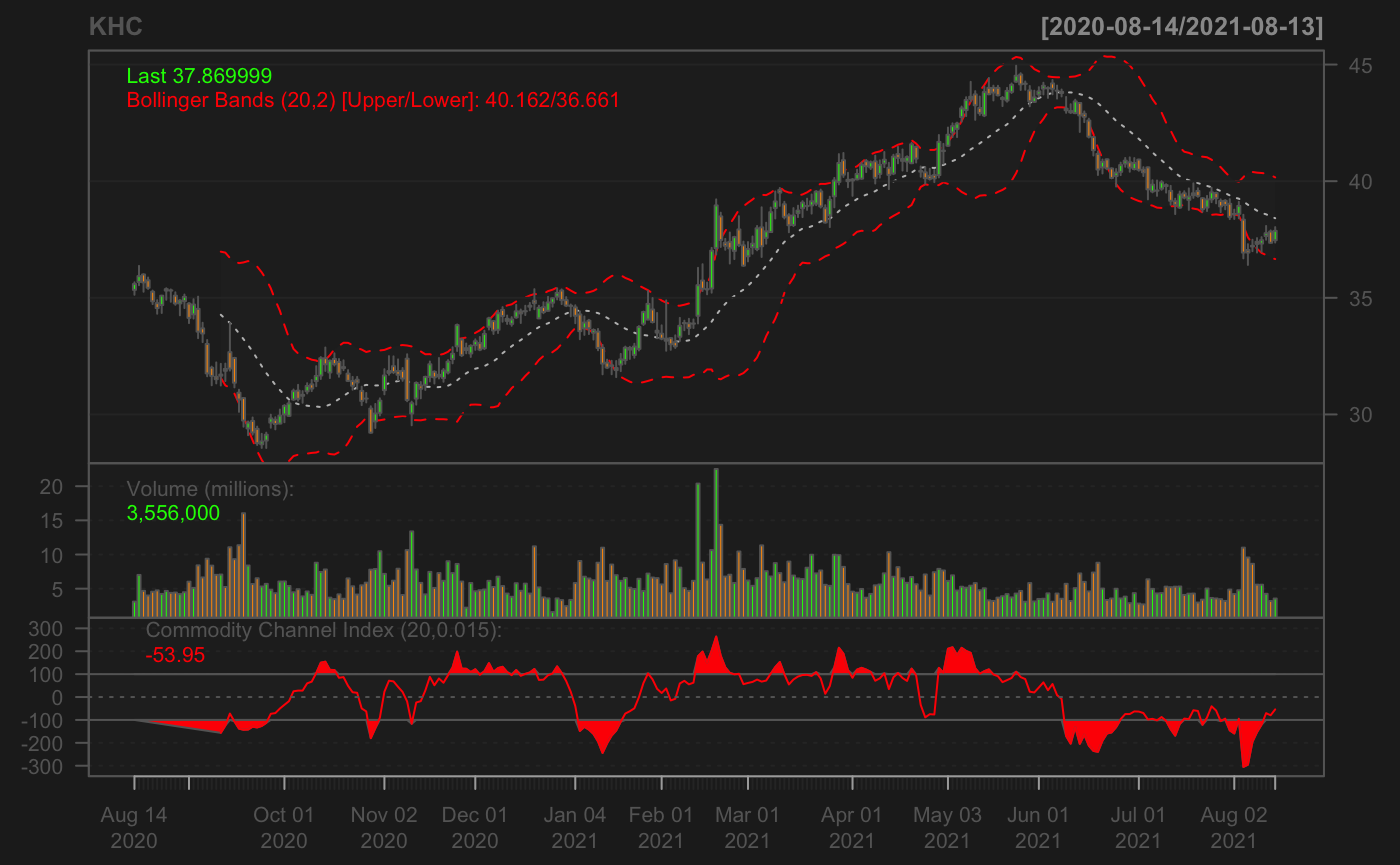 KHC [2020-08-14/2021-08-13]
Last 37.869999
Bollinger Bands (20,2) [Upper/Lower]: 40.162/36.661
45
40
35
30
Volume (millions):
3,556,000
20
15
10
5
Commodity Channel Index (20,0.015):
-53.95
300
200
100
0
-100
-200
-300
Aug 14 Oct 01 Nov 02 Dec 01 Jan 04 Feb 01 Mar 01 Apr 01 May 03 Jun 01 Jul 01 Aug 02
2020 2020 2020 2020 2021 2021 2021 2021 2021 2021 2021 2021